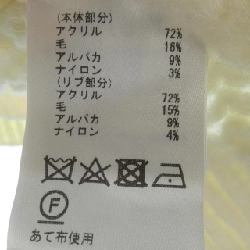 (本体部分)
アクリル 72%
毛 16%
アルパカ 9%
ナイロン 3%
(リブ部分)
アクリル 72%
毛 15%
アルパカ 9%
ナイロン 4%
F
あて布使用